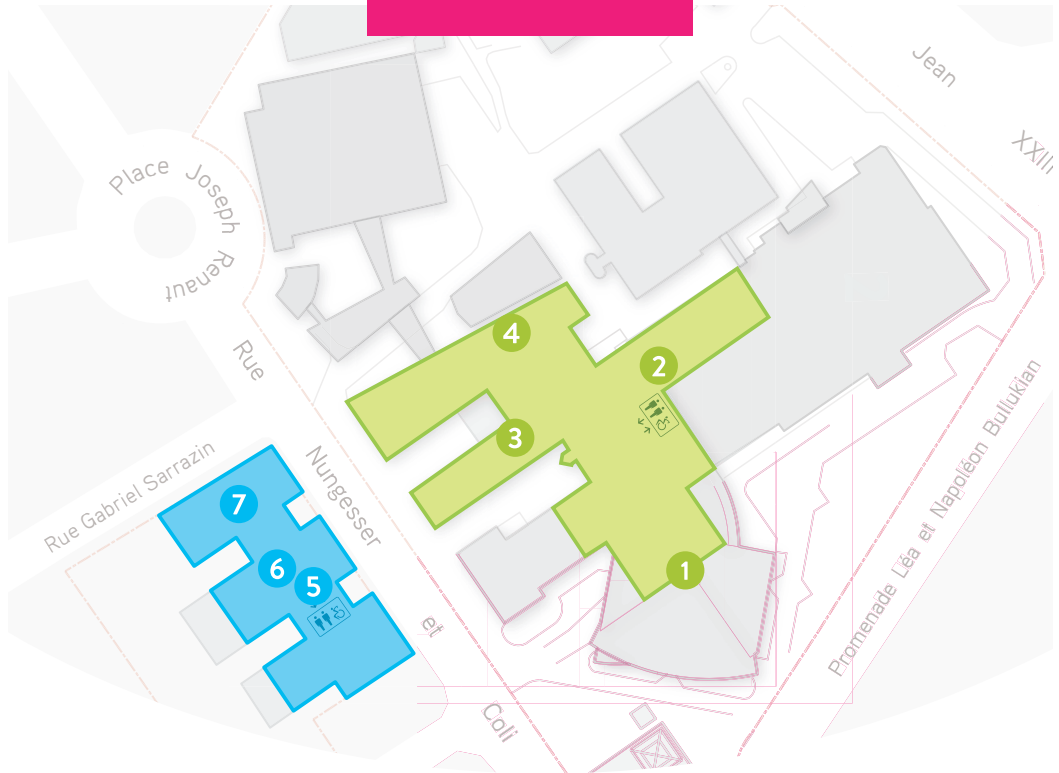 Jean
XXIII
Place Joseph Renaut
4
2
Rue
3
Rue Gabriel Sarrazin
Nungesser
7
6
5
1
et
Coli
Promenade Léa et Napoléon Bullukian